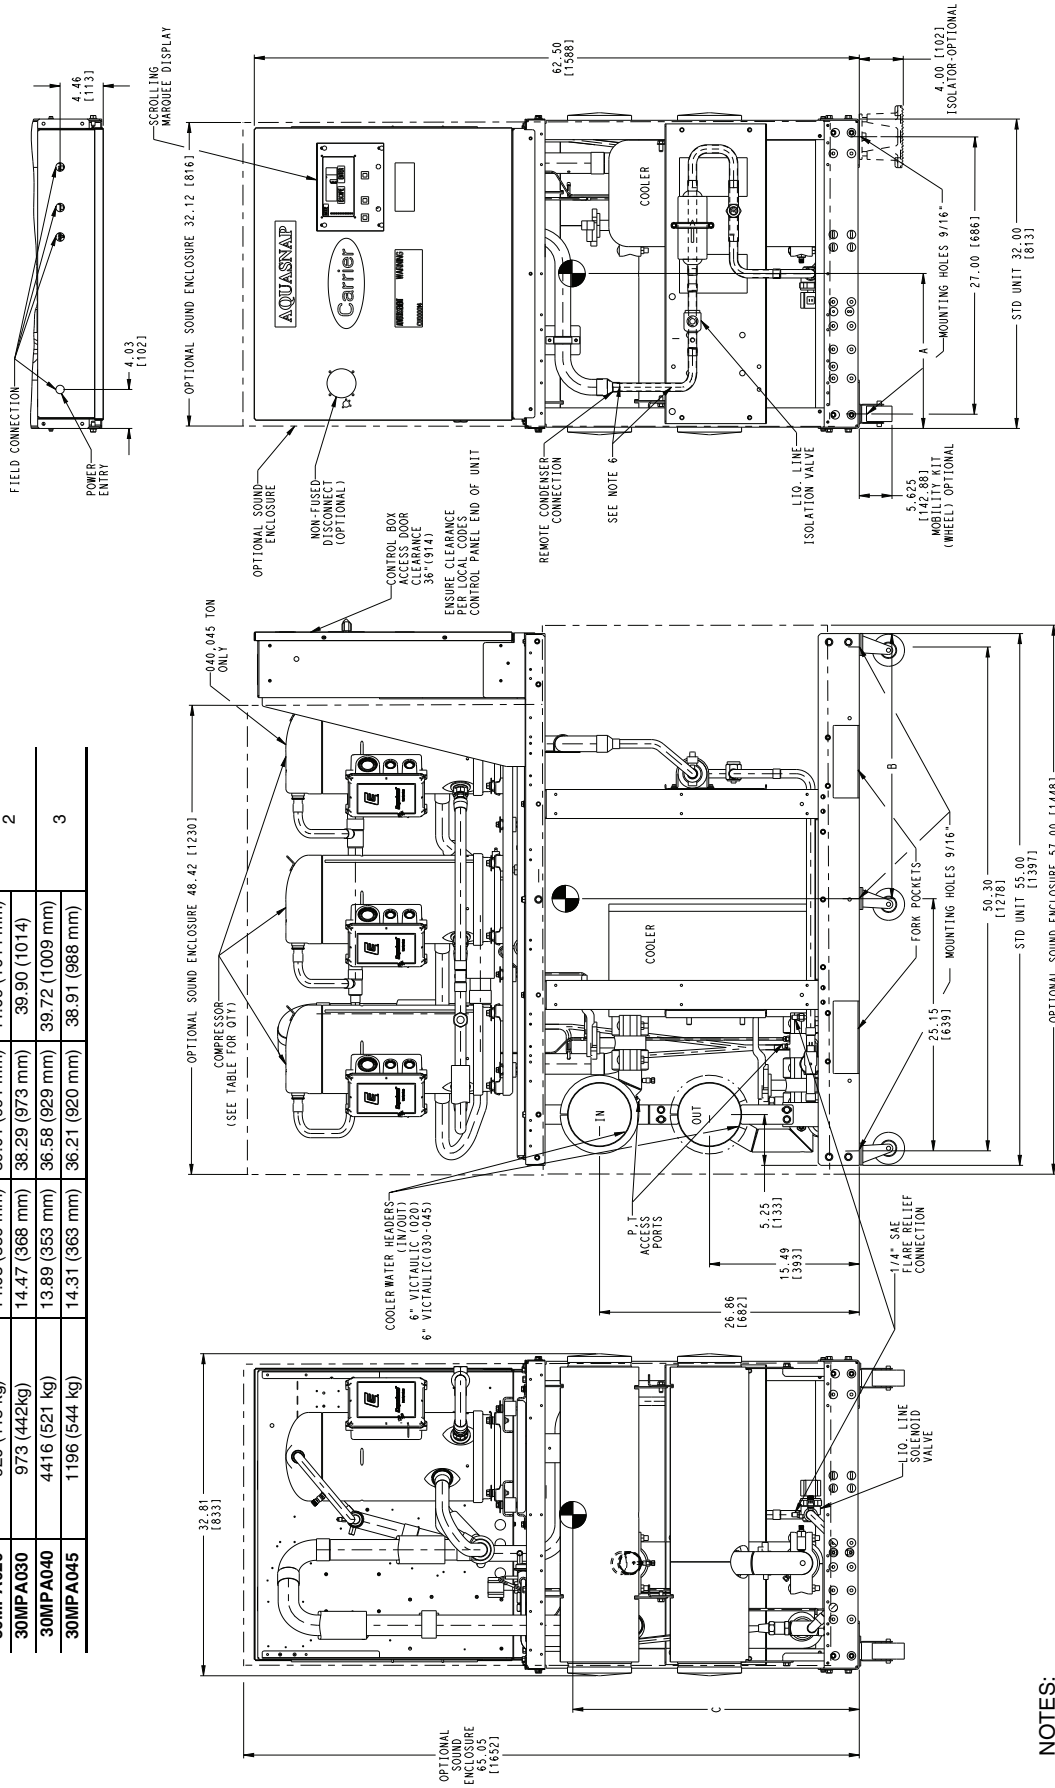 30MPA030 973 (442kg) 14.47 (368 mm) 38.29 (973 mm) 39.90 (1014) 2
30MPA040 4416 (521 kg) 13.89 (353 mm) 36.58 (929 mm) 39.72 (1009 mm)
30MPA045 1196 (544 kg) 14.31 (363 mm) 36.21 (920 mm) 38.91 (988 mm) 3
OPTIONAL
SOUND
ENCLOSURE
65.05
[1652]
32.81
[833]
C
LIQ. LINE
SOLENOID
VALVE
1/4" SAE
FLARE RELIEF
CONNECTION
OPTIONAL SOUND ENCLOSURE 48.42 [1230]
COMPRESSOR
(SEE TABLE FOR QTY)
040,045 TON
ONLY
CONTROL BOX
ACCESS DOOR
CLEARANCE
36"(914)
ENSURE CLEARANCE
PER LOCAL CODES
CONTROL PANEL END OF UNIT
COOLER WATER HEADERS
(IN/OUT)
6" VICTAULIC (020)
6" VICTAULIC(030-045)
IN
OUT
COOLER
P,T
ACCESS
PORTS
26.86
[682]
15.49
[393]
5.25
[133]
B
FORK POCKETS
MOUNTING HOLES 9/16"
25.15
[639]
50.30
[1278]
STD UNIT 55.00
[1397]
OPTIONAL SOUND ENCLOSURE 57.00 [1448]
FIELD CONNECTION
POWER
ENTRY
4.03
[102]
4.46
[113]
SCROLLING
MARQUEE DISPLAY
OPTIONAL SOUND ENCLOSURE 32.12 [816]
OPTIONAL SOUND
ENCLOSURE
NON-FUSED
DISCONNECT
(OPTIONAL)
AQUASNAP
Carrier
WARNING
COOLER
62.50
[1588]
REMOTE CONDENSER
CONNECTION
SEE NOTE 6
LIQ. LINE
ISOLATION VALVE
5.625
[142.88]
MOBILITY KIT
(WHEEL) OPTIONAL
4.00 [102]
ISOLATOR-OPTIONAL
A
MOUNTING HOLES 9/16"
27.00 [686]
STD UNIT 32.00
[813]
NOTES: